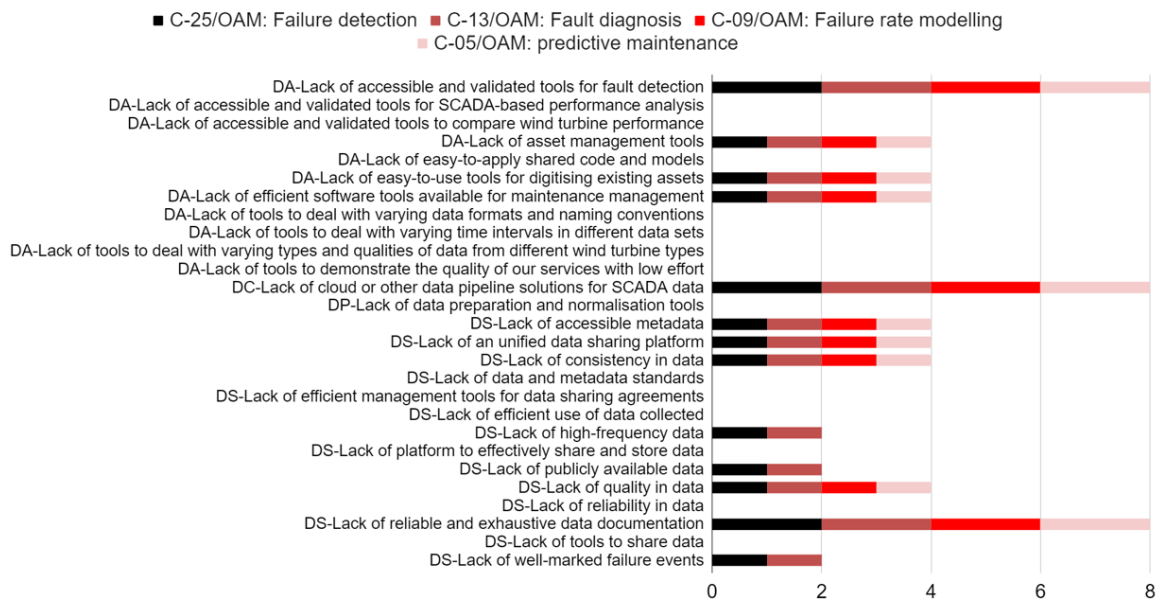 C-25/OAM: Failure detection C-13/OAM: Fault diagnosis C-09/OAM: Failure rate modelling
C-05/OAM: predictive maintenance
DA-Lack of accessible and validated tools for fault detection
DA-Lack of accessible and validated tools for SCADA-based performance analysis
DA-Lack of accessible and validated tools to compare wind turbine performance
DA-Lack of asset management tools
DA-Lack of easy-to-apply shared code and models
DA-Lack of easy-to-use tools for digitising existing assets
DA-Lack of efficient software tools available for maintenance management
DA-Lack of tools to deal with varying data formats and naming conventions
DA-Lack of tools to deal with varying time intervals in different data sets
DA-Lack of tools to deal with varying types and qualities of data from different wind turbine types
DA-Lack of tools to demonstrate the quality of our services with low effort
DC-Lack of cloud or other data pipeline solutions for SCADA data
DP-Lack of data preparation and normalisation tools
DS-Lack of accessible metadata
DS-Lack of an unified data sharing platform
DS-Lack of consistency in data
DS-Lack of data and metadata standards
DS-Lack of efficient management tools for data sharing agreements
DS-Lack of efficient use of data collected
DS-Lack of high-frequency data
DS-Lack of platform to effectively share and store data
DS-Lack of publicly available data
DS-Lack of quality in data
DS-Lack of reliability in data
DS-Lack of reliable and exhaustive data documentation
DS-Lack of tools to share data
DS-Lack of well-marked failure events
0 2 4 6 8